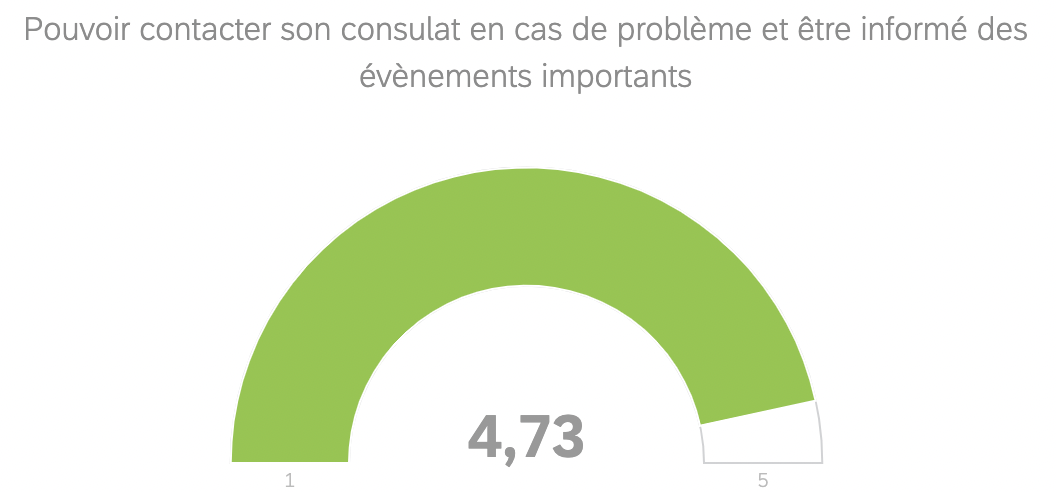 Pouvoir contacter son consulat en cas de problème et être informé des
évènements importants
4,73
1
5